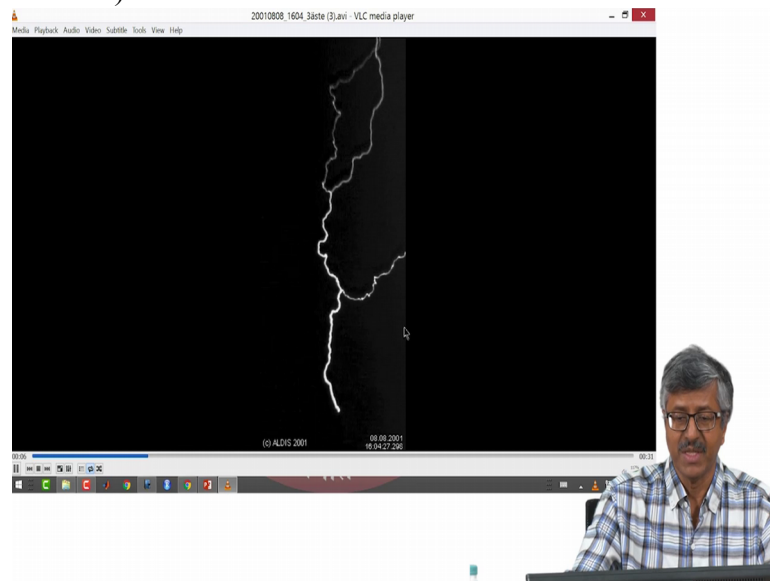 )
20010808_1604_3äste (3).avi - VLC media player
Media Playback Audio Video Subtitle Tools View Help
(c) ALDIS 2001
08.08.2001
16:04:27.296
00:06
00:31